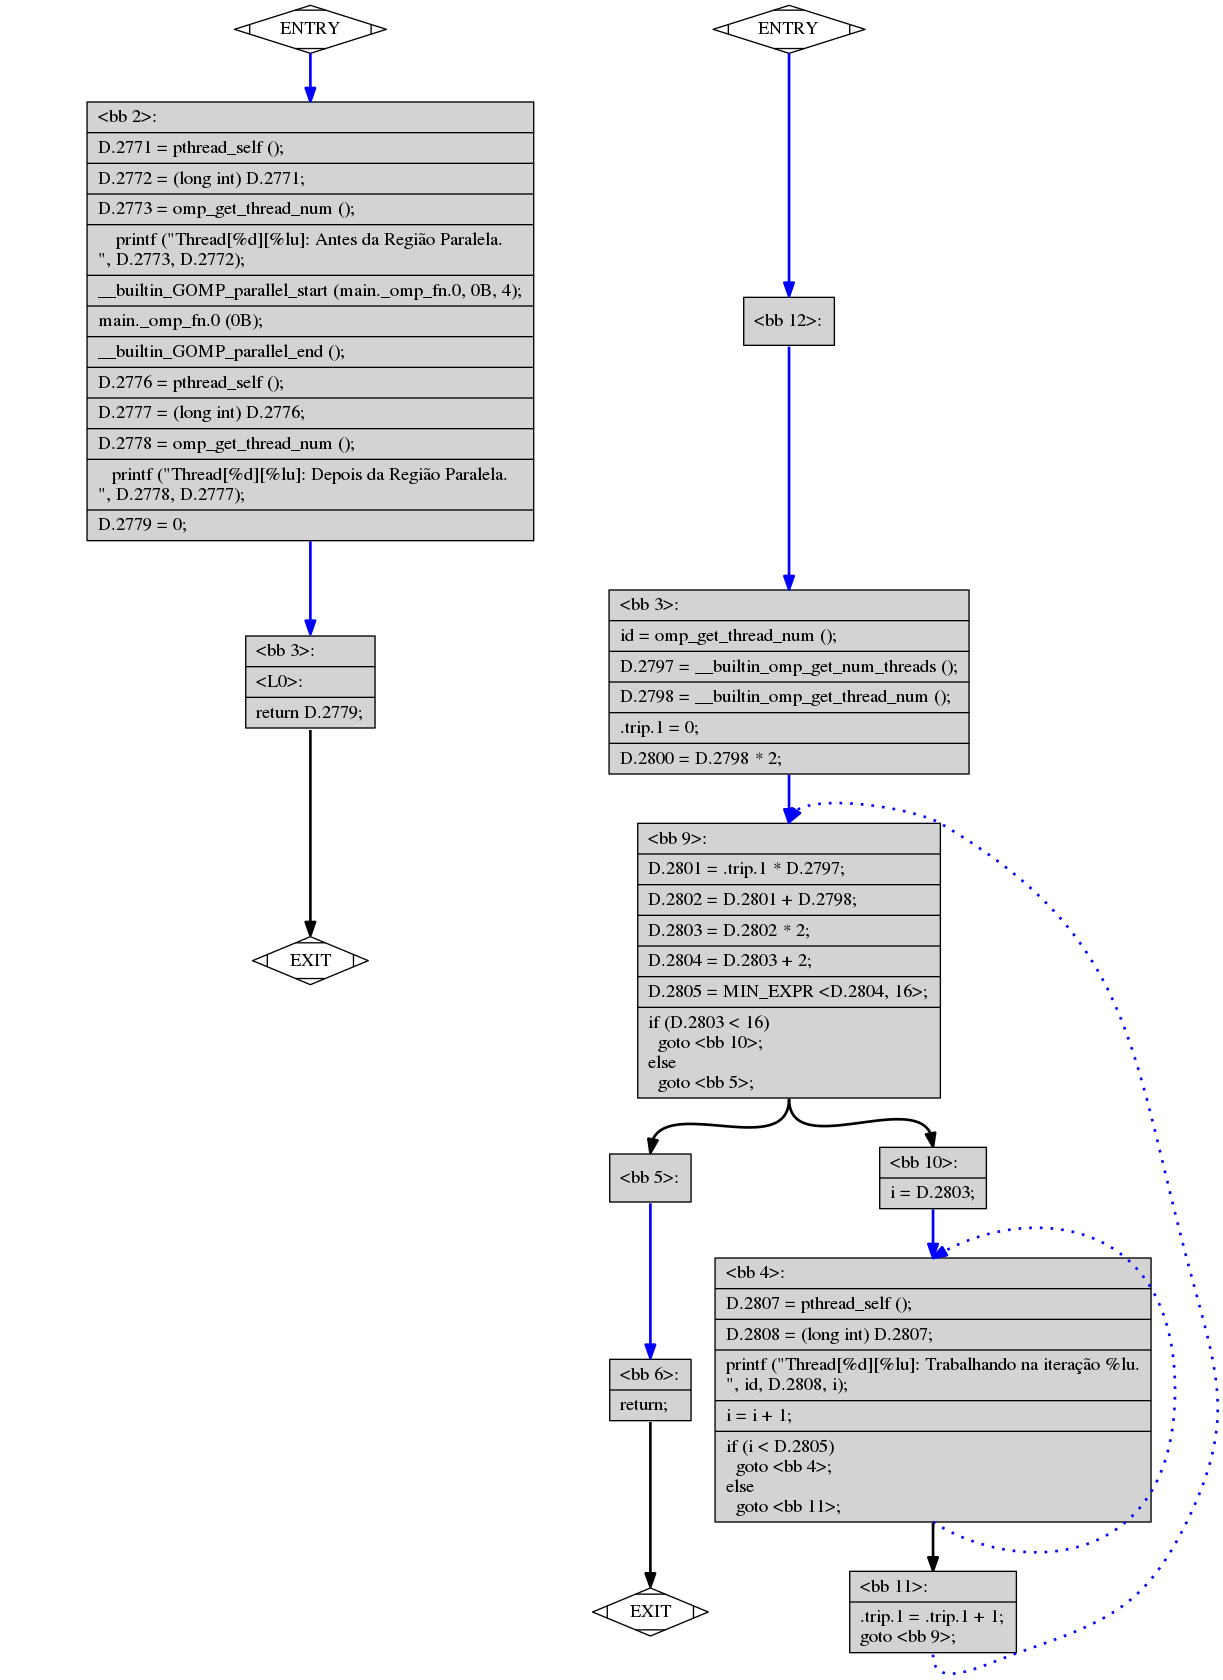 ENTRY
<bb 2>:
D.2771 = pthread_self ();
D.2772 = (long int) D.2771;
D.2773 = omp_get_thread_num ();
printf ("Thread[%d][%lu]: Antes da Região Paralela.
", D.2773, D.2772);
__builtin_GOMP_parallel_start (main._omp_fn.0, 0B, 4);
main._omp_fn.0 (0B);
__builtin_GOMP_parallel_end ();
D.2776 = pthread_self ();
D.2777 = (long int) D.2776;
D.2778 = omp_get_thread_num ();
printf ("Thread[%d][%lu]: Depois da Região Paralela.
", D.2778, D.2777);
D.2779 = 0;
<bb 3>:
<L0>:
return D.2779;
EXIT
ENTRY
<bb 12>:
<bb 3>:
id = omp_get_thread_num ();
D.2797 = __builtin_omp_get_num_threads ();
D.2798 = __builtin_omp_get_thread_num ();
.trip.1 = 0;
D.2800 = D.2798 * 2;
<bb 9>:
D.2801 = .trip.1 * D.2797;
D.2802 = D.2801 + D.2798;
D.2803 = D.2802 * 2;
D.2804 = D.2803 + 2;
D.2805 = MIN_EXPR <D.2804, 16>;
if (D.2803 < 16)
goto <bb 10>;
else
goto <bb 5>;
<bb 5>:
<bb 6>:
return;
EXIT
<bb 10>:
i = D.2803;
<bb 4>:
D.2807 = pthread_self ();
D.2808 = (long int) D.2807;
printf ("Thread[%d][%lu]: Trabalhando na iteração %lu.
", id, D.2808, i);
i = i + 1;
if (i < D.2805)
goto <bb 4>;
else
goto <bb 11>;
<bb 11>:
.trip.1 = .trip.1 + 1;
goto <bb 9>;